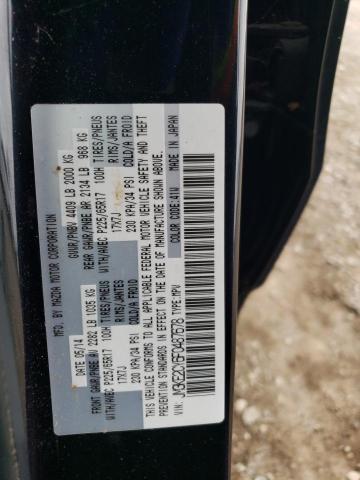 MFD. BY MAZDA MOTOR CORPORATION
DATE: 05/14 GVWR/PNBV 4409 LB 2000 KG
FRONT GAWR/PNBE AV 2282 LB 1035 KG REAR GAWR/PNBE AR 2134 LB 968 KG
WITH/AVEC P225/65R17 100H TIRES/PNEUS WITH/AVEC P225/65R17 100H TIRES/PNEUS
17X7J RIMS/JANTES 17X7J RIMS/JANTES
230 KPA/34 PSI COLD/A FROID 230 KPA/34 PSI COLD/A FROID
THIS VEHICLE CONFORMS TO ALL APPLICABLE FEDERAL MOTOR VEHICLE SAFETY AND THEFT
PREVENTION STANDARDS IN EFFECT ON THE DATE OF MANUFACTURE SHOWN ABOVE.
VIN: JM3KE2CY6F0487678 TYPE:MPV COLOR CODE:41W MADE IN JAPAN